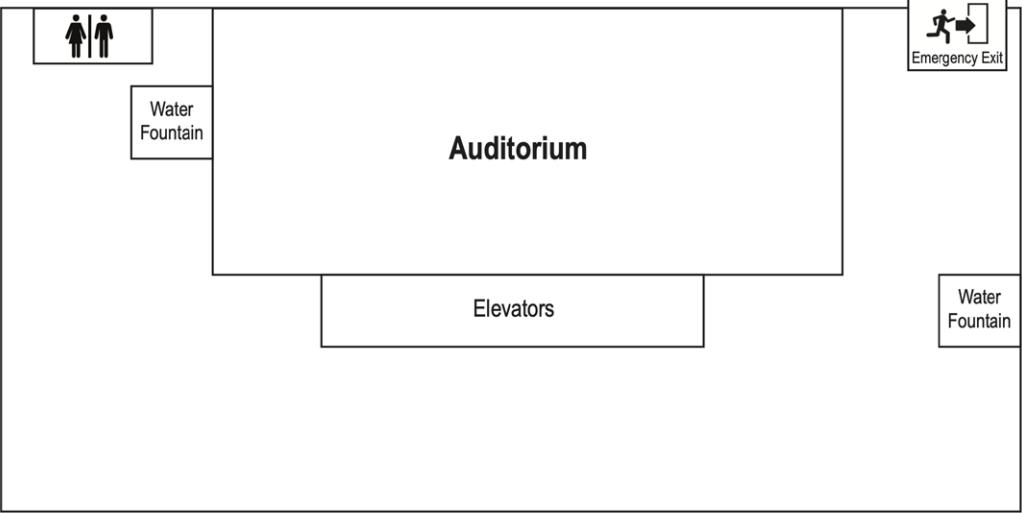 Emergency Exit
Water
Fountain
Auditorium
Elevators
Water
Fountain